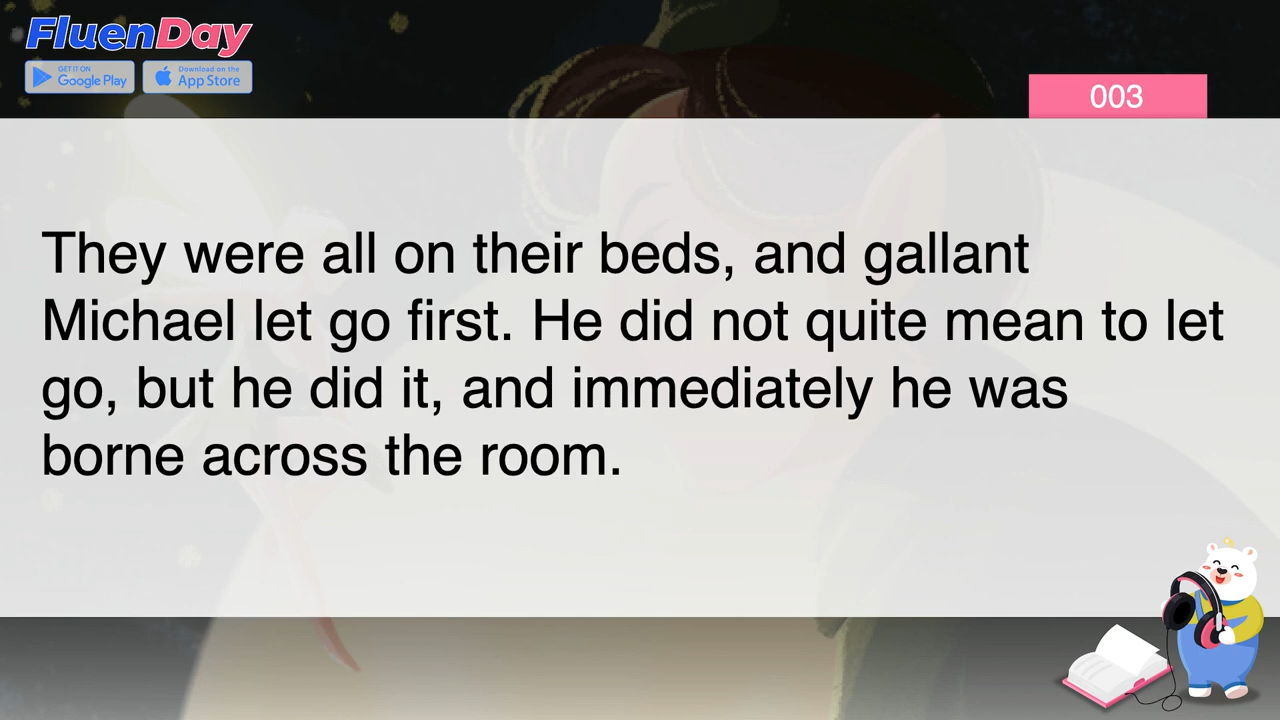 FluenDay
GET IT ON
Google Play
Download on the
App Store
003
They were all on their beds, and gallant
Michael let go first. He did not quite mean to let
go, but he did it, and immediately he was
borne across the room.